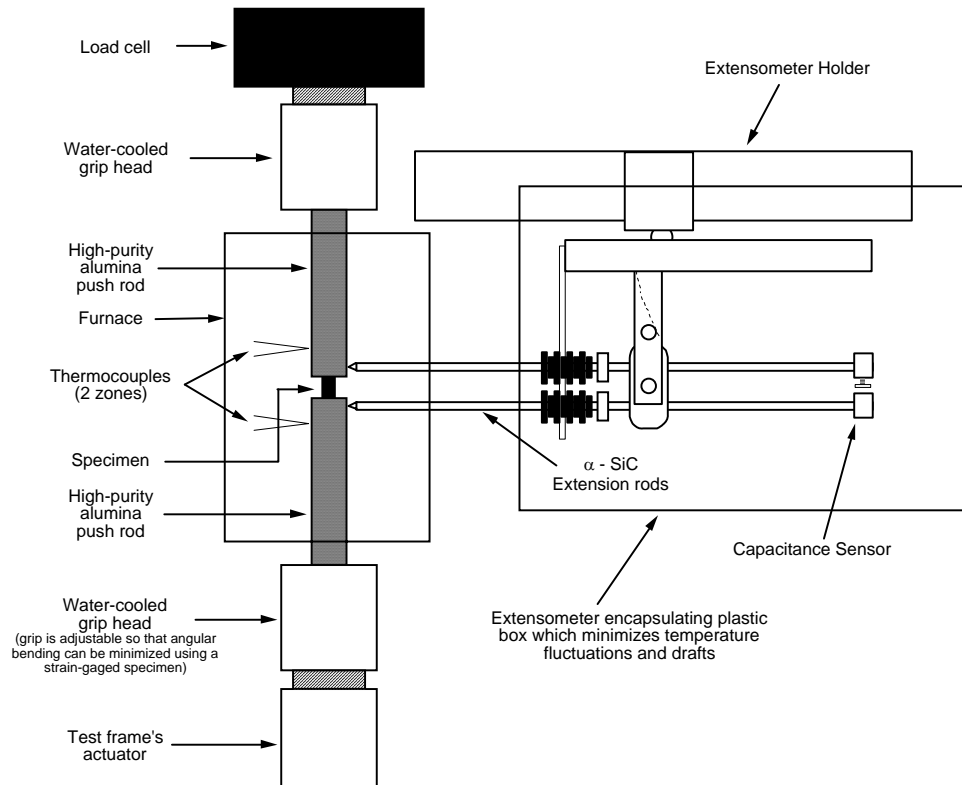 Load cell
Extensometer Holder
Water-cooled
grip head
High-purity
alumina
push rod
Furnace
Thermocouples
(2 zones)
Specimen
α - SiC
Extension rods
High-purity
alumina
push rod
Capacitance Sensor
Water-cooled
grip head
(grip is adjustable so that angular
bending can be minimized using a
strain-gaged specimen)
Extensometer encapsulating plastic
box which minimizes temperature
fluctuations and drafts
Test frame's
actuator